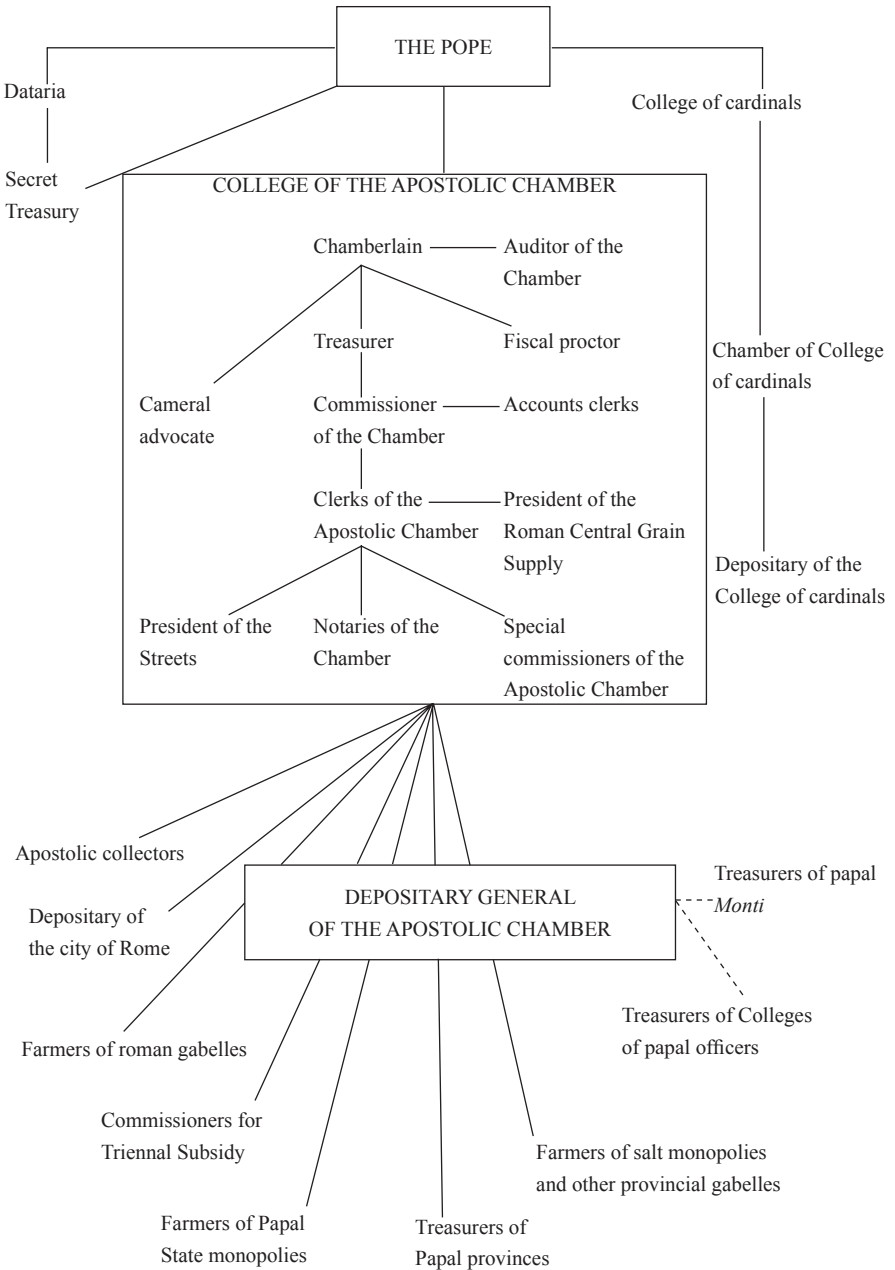 THE POPE
Dataria
College of cardinals
Secret
Treasury
COLLEGE OF THE APOSTOLIC CHAMBER
Chamberlain
Auditor of the
Chamber
Treasurer
Fiscal proctor
Chamber of College
of cardinals
Cameral
advocate
Commissioner
of the Chamber
Accounts clerks
Clerks of the
Apostolic Chamber
President of the
Roman Central Grain
Supply
Depositary of the
College of cardinals
President of the
Streets
Notaries of the
Chamber
Special
commissioners of the
Apostolic Chamber
Apostolic collectors
Depositary of
the city of Rome
DEPOSITARY GENERAL
OF THE APOSTOLIC CHAMBER
Treasurers of papal
Monti
Treasurers of Colleges
of papal officers
Farmers of roman gabelles
Commissioners for
Triennal Subsidy
Farmers of salt monopolies
and other provincial gabelles
Farmers of Papal
State monopolies
Treasurers of
Papal provinces